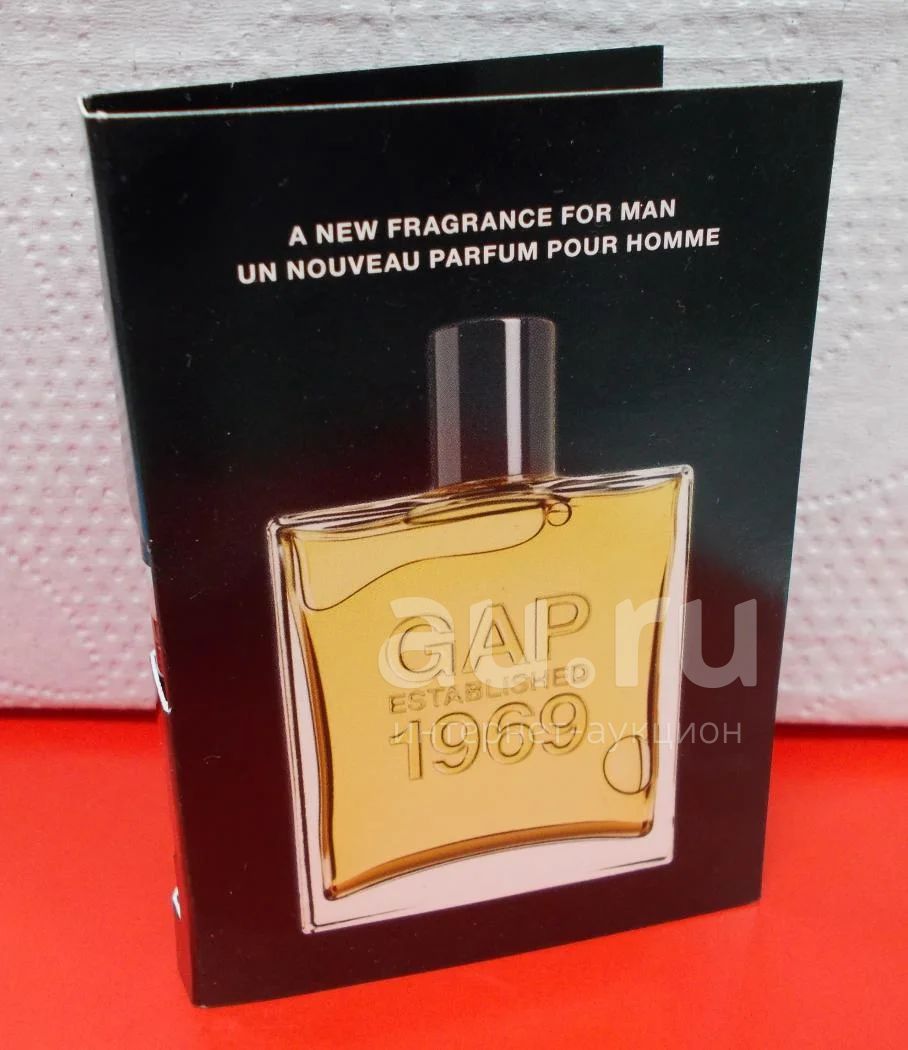 A NEW FRAGRANCE FOR MAN
UN NOUVEAU PARFUM POUR HOMME
GAP
ESTABLISHED
1969
au.ru
интернет-аукцион